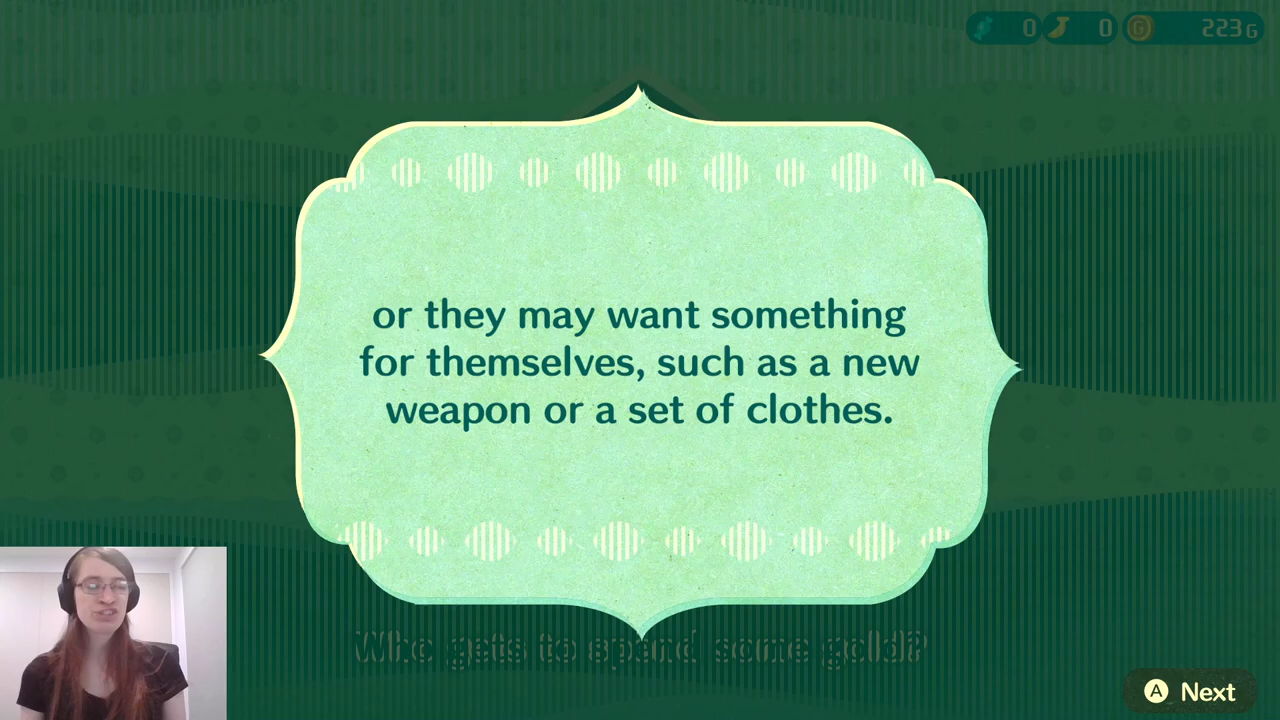 0 0 G 223G
or they may want something
for themselves, such as a new
weapon or a set of clothes.
Who gets to spend some gold?
A Next